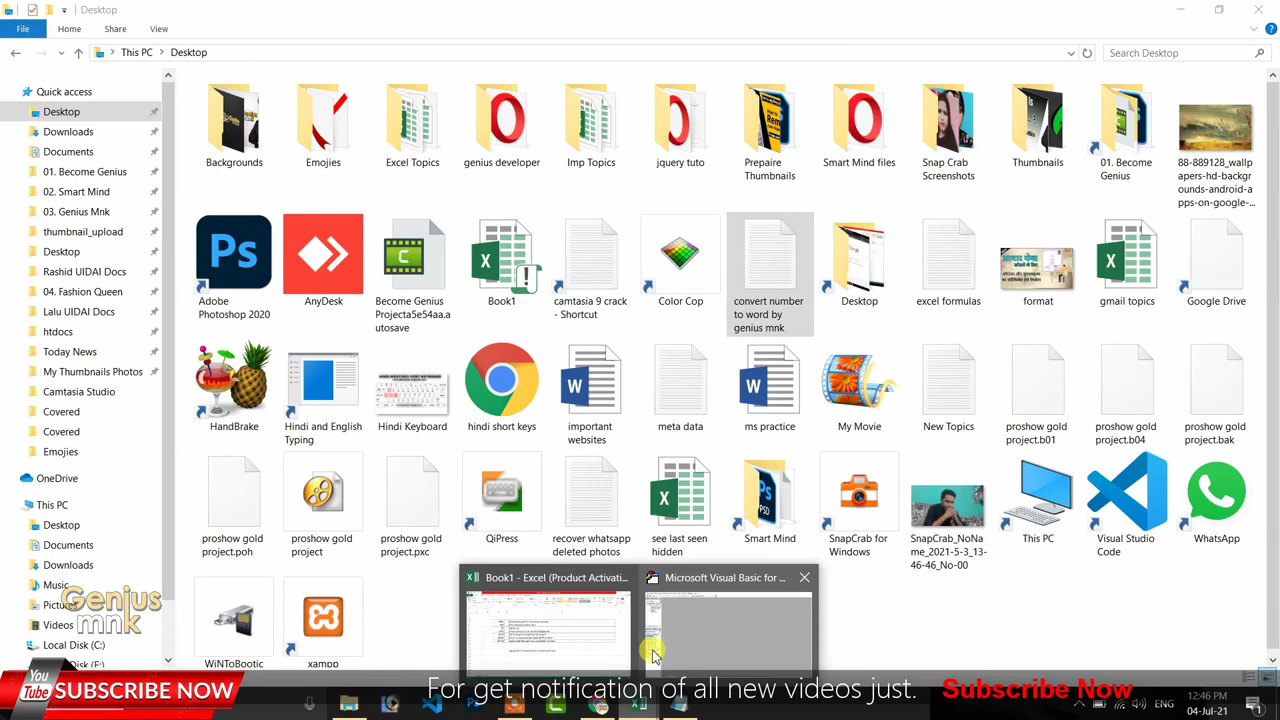 Desktop
File Home Share View
This PC Desktop
Search Desktop
Quick access
Desktop
Downloads
Documents
01. Become Genius
02. Smart Mind
03. Genius Mnk
thumbnail_upload
Desktop
Rashid UIDAI Docs
04. Fashion Queen
Lalu UIDAI Docs
htdocs
Today News
My Thumbnails Photos
Camtasia Studio
Covered
Covered
Emojies
OneDrive
This PC
Desktop
Documents
Downloads
Music
Pictures
Videos
Local Disk (C:)
Backgrounds
Emojies
Excel Topics
genius developer
Imp Topics
jquery tuto
Prepaire
Thumbnails
Smart Mind files
Snap Crab
Screenshots
Thumbnails
01. Become
Genius
88-889128_wallp
apers-hd-backgr
ounds-android-a
pps-on-google-...
Ps
Adobe
Photoshop 2020
AnyDesk
Become Genius
Projecta5e54aa.a
utosave
Book1
camtasia 9 crack
- Shortcut
Color Cop
convert number
to word by
genius mnk
Desktop
excel formulas
format
gmail topics
Google Drive
HandBrake
Hindi and English
Typing
Hindi Keyboard
hindi short keys
important
websites
meta data
ms practice
My Movie
New Topics
proshow gold
project.b01
proshow gold
project.b04
proshow gold
project.bak
proshow gold
project.poh
proshow gold
project
proshow gold
project.pxc
QiPress
recover whatsapp
deleted photos
see last seen
hidden
Smart Mind
SnapCrab for
Windows
SnapCrab_NoNa
me_2021-5-3_13-
46-46_No-00
This PC
Visual Studio
Code
WhatsApp
WiNToBootic
xampp
Book1 - Excel (Product Activati...
Microsoft Visual Basic for ...
Genius
mnk
You
Tube
SUBSCRIBE NOW
For get notification of all new videos just. Subscribe Now
ENG
12:46 PM
04-Jul-21